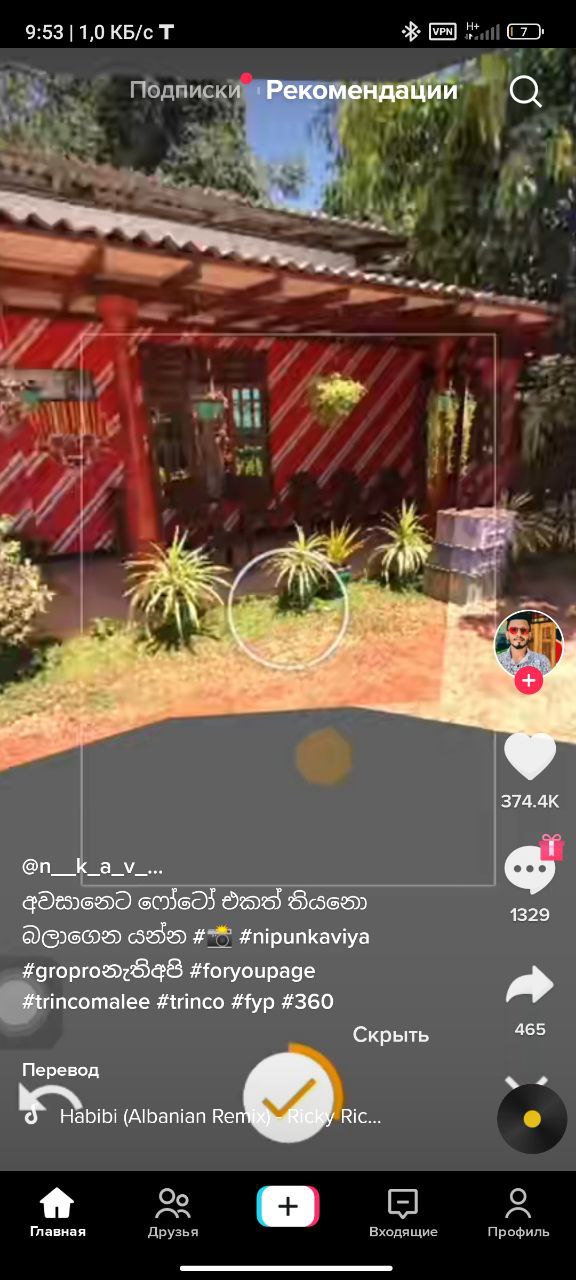 9:53 | 1,0 КБ/с T
VPN H+ 7
Подписки Рекомендации
374.4K
1329
465
@n__k_a_v_...
අවසානෙට ෆෝටෝ එකත් තියනො
බලාගෙන යන්න #📸 #nipunkaviya
#groproනැතිඅපි #foryoupage
#trincomalee #trinco #fyp #360
Скрыть
Перевод
Habibi (Albanian Remix) - Ricky Ric...
Главная Друзья Входящие Профиль